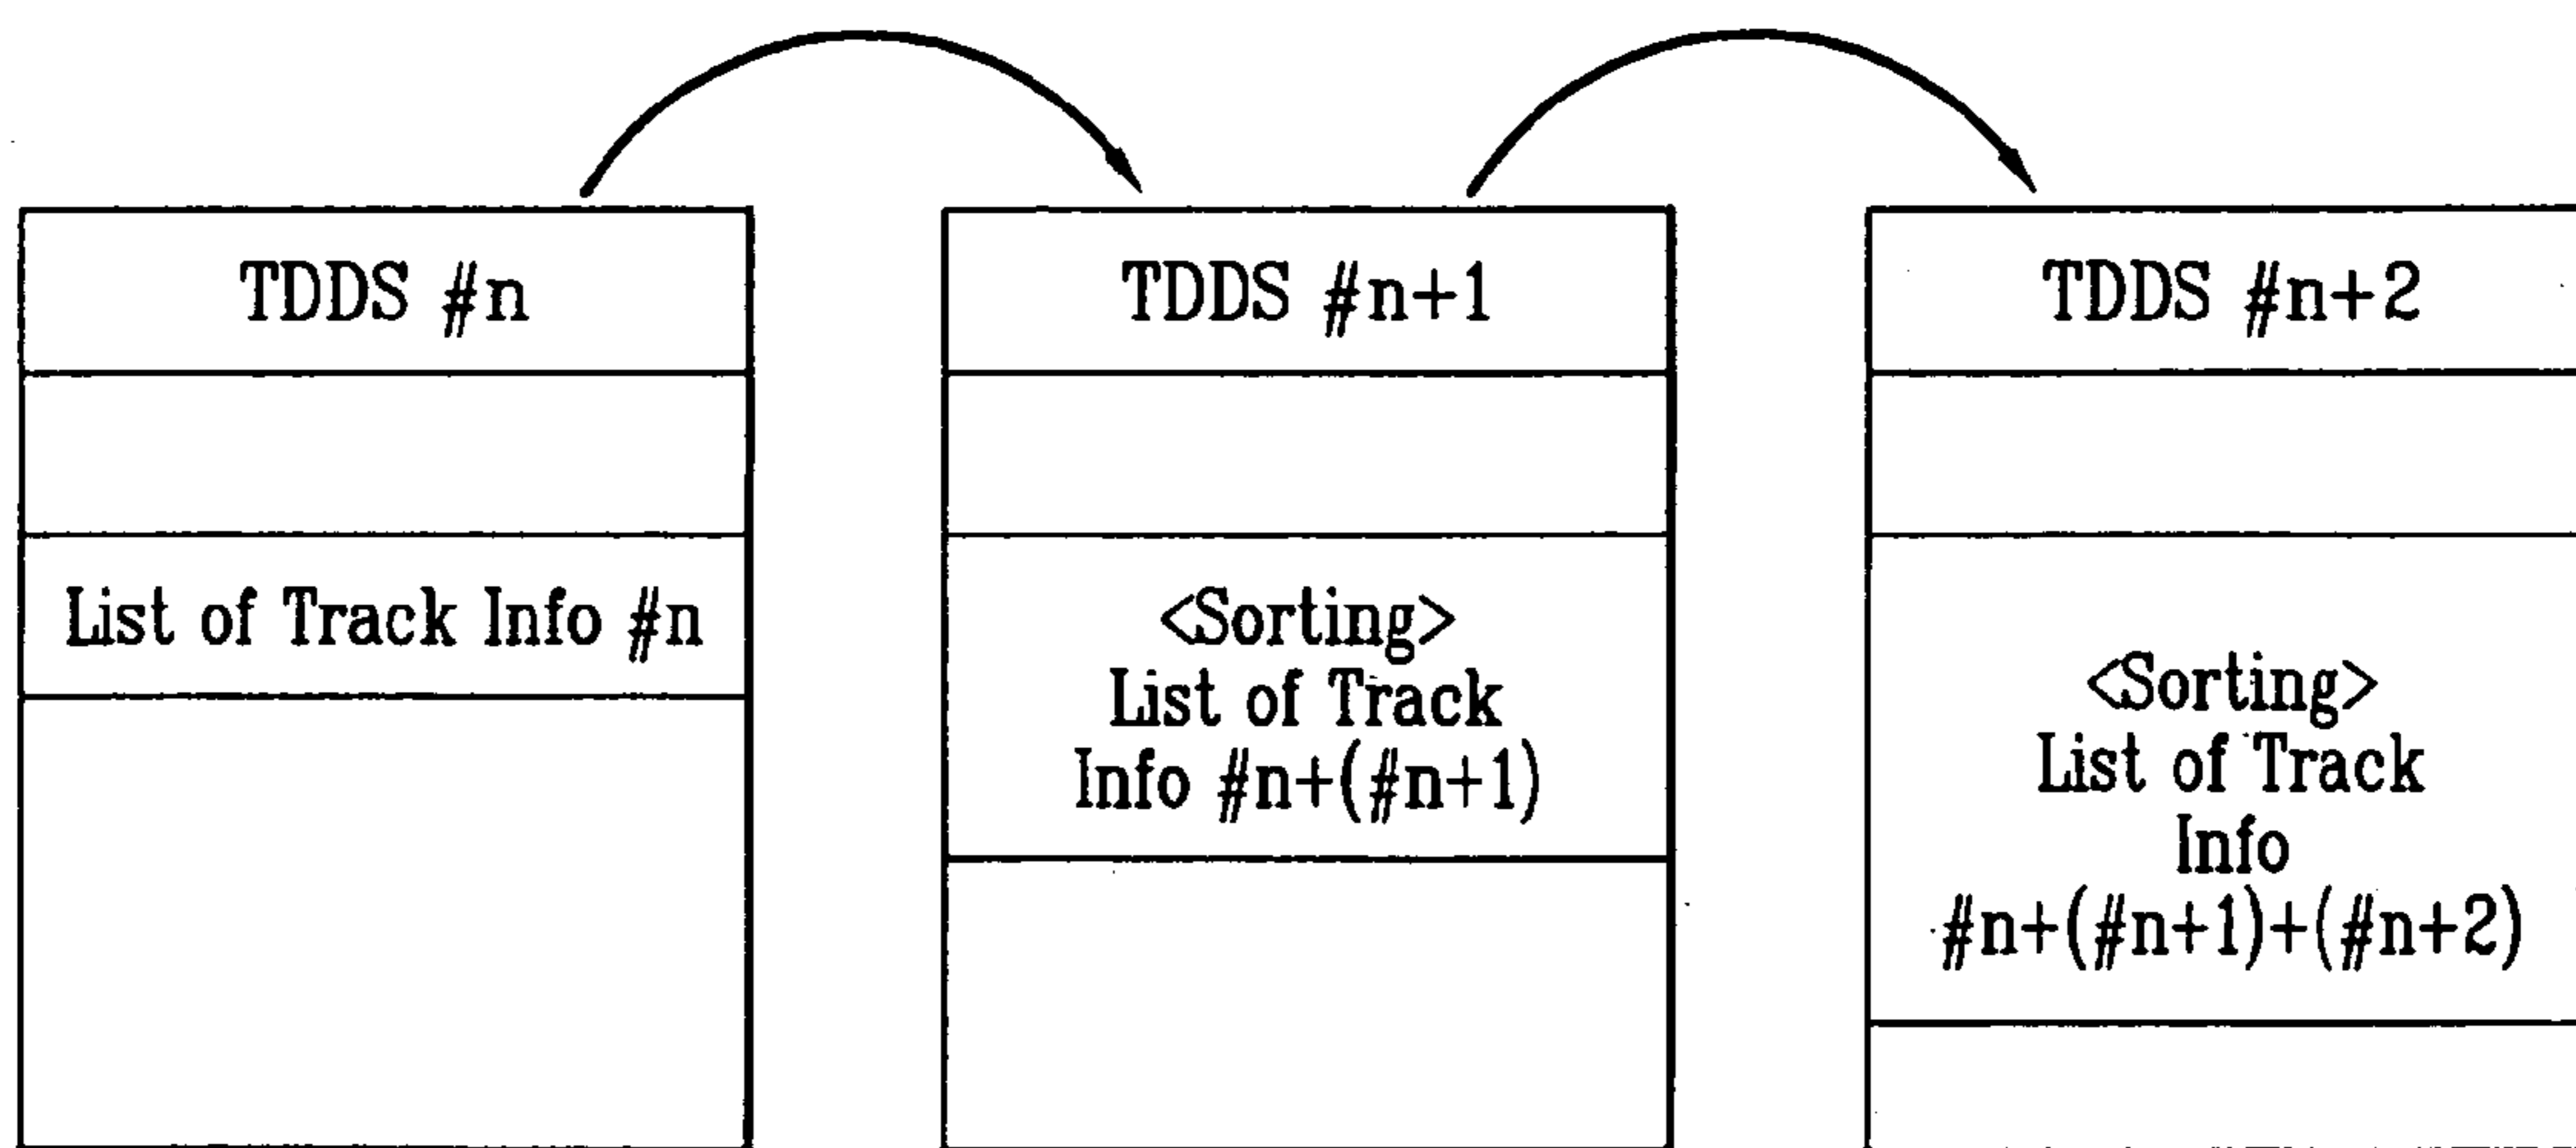 TDDS #n
List of Track Info #n
TDDS #n+1
<Sorting>
List of Track
Info #n+(#n+1)
TDDS #n+2
<Sorting>
List of Track
Info
#n+(#n+1)+(#n+2)